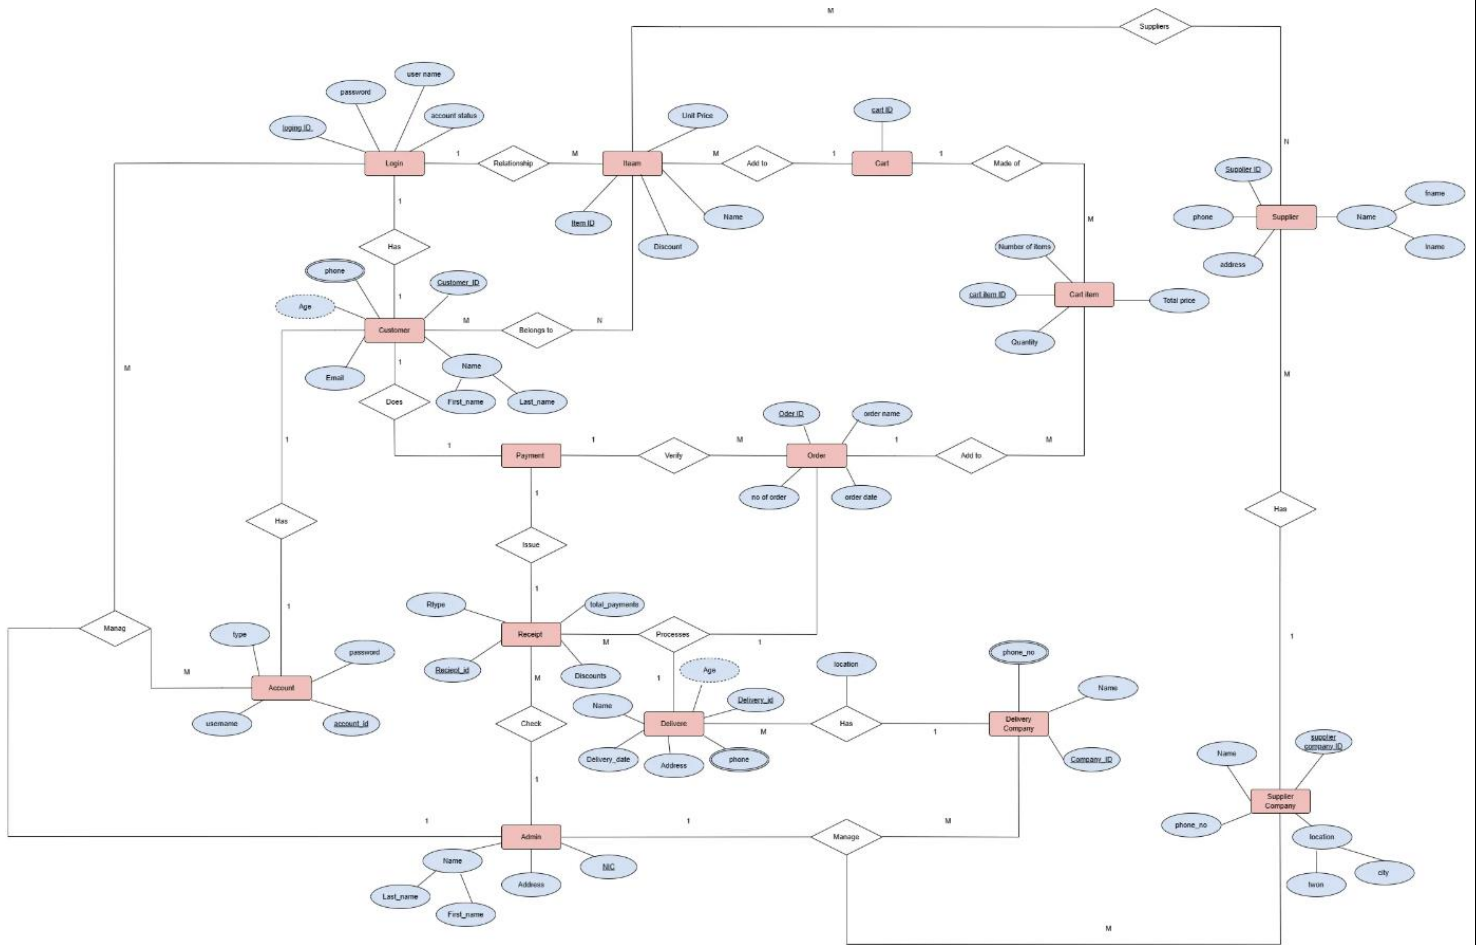 M
Suppliers
user name
password
account status
loging ID
Unit Price
cart ID
Login
1
Relationship
M
Iteam
M
Add to
1
Cart
1
Made of
N
Supplier ID
fname
phone
Supplier
Name
lname
address
Item ID
Name
Discount
1
M
Has
Number of items
phone
Customer_ID
1
cart item ID
Cart item
Total price
Age
Customer
M
Belongs to
N
Quantity
Email
Name
1
M
M
Does
First_name
Last_name
Oder ID
order name
1
1
1
M
1
M
Payment
Verify
Order
Add to
no of order
order date
1
Has
Has
Issue
1
1
Rtype
total_payments
Manag
type
Receipt
M
Processes
1
1
password
Reciept_id
Discounts
location
phone_no
M
M
1
Age
Account
Name
Delivery_id
Name
username
account_id
Check
Delivere
M
Has
1
Delivery
Company
Delivery_date
Address
phone
Company_ID
supplier
company ID
Name
1
Supplier
Company
phone_no
location
1
Admin
1
Manage
M
Name
NIC
Address
Last_name
First_name
twon
city
M